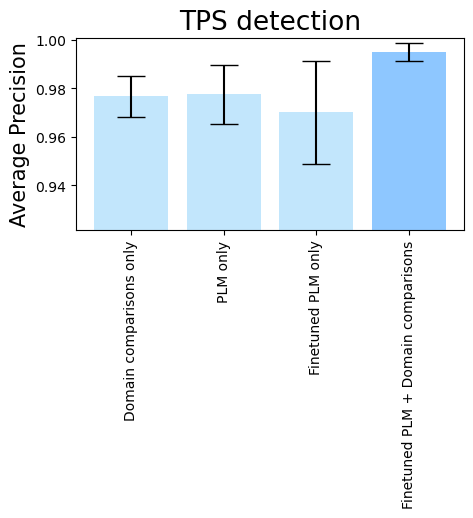 TPS detection
Average Precision
1.00
0.98
0.96
0.94
Domain comparisons only
PLM only
Finetuned PLM only
Finetuned PLM + Domain comparisons